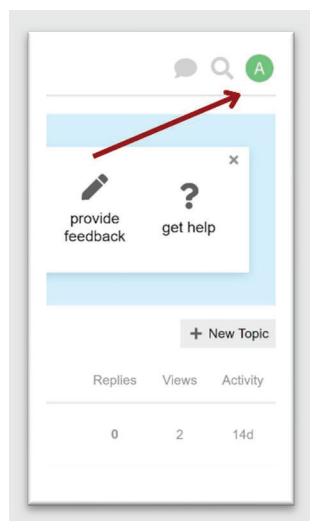 A
×
provide
feedback
get help
+ New Topic
Replies Views Activity
0 2 14d